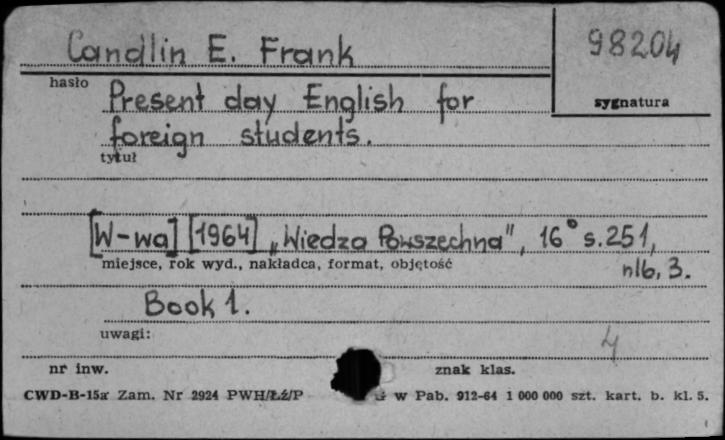 Candlin E. Frank
98204
hasło
sygnatura
Present day English for
foreign students.
tytuł
[W-wa] [1964] „Wiedza Powszechna", 16° s. 251,
miejsce, rok wyd., nakładca, format, objętość
nlb, 3.
Book 1.
uwagi:
4
nr inw.
znak klas.
CWD-B-15a Zam. Nr 2924 PWH/Łź/P w Pab. 912-64 1 000 000 szt. kart. b. kl. 5.